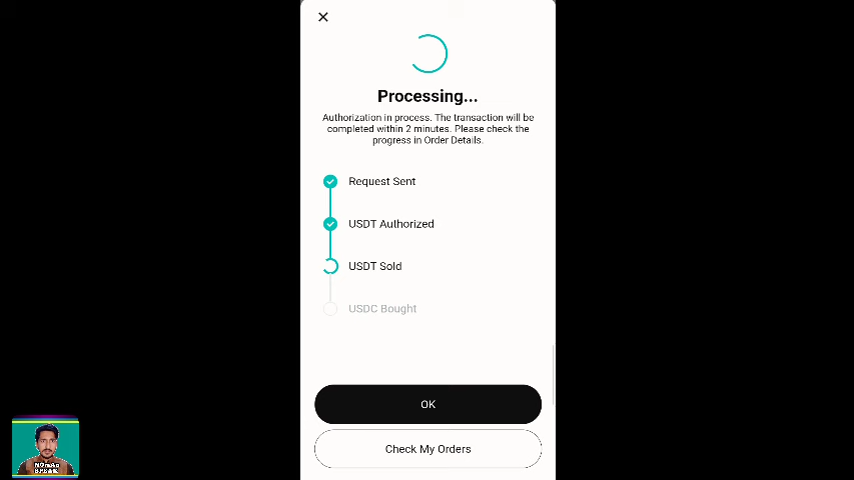 Processing...
Authorization in process. The transaction will be
completed within 2 minutes. Please check the
progress in Order Details.
Request Sent
USDT Authorized
USDT Sold
USDC Bought
OK
Check My Orders